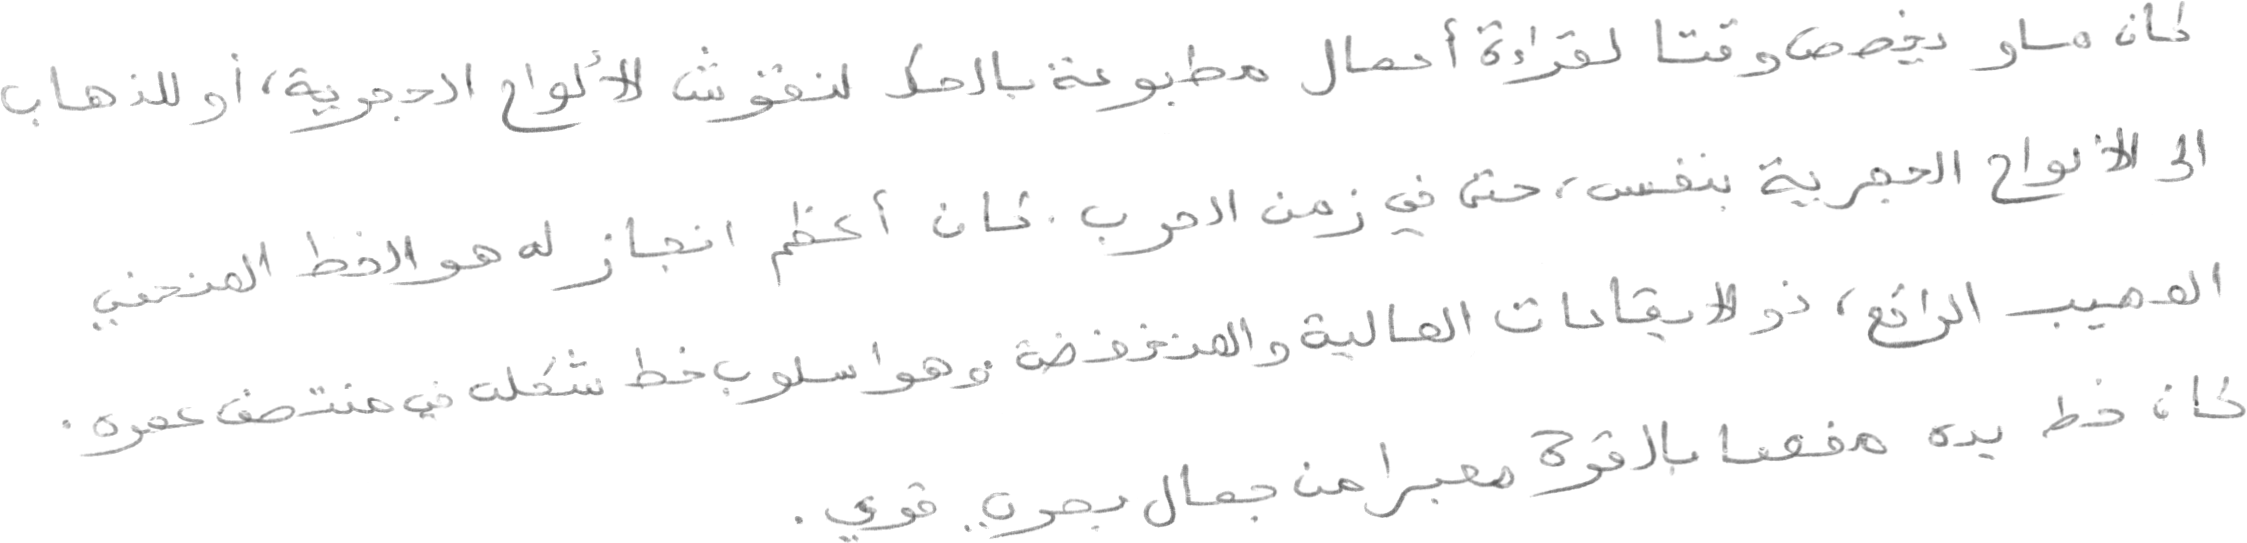 كان ماو يخصص وقتا لقراءة أعمال مطبوعة بالحك لنقوش الألواح الحجرية، أو للذهاب
الى الألواح الحجرية بنفس، حتى في زمن الحرب. كان أعظم انجاز له هو الخط المنحني
المهيب الرائع، ذو الايقاعات العالية والمنخفضة وهو اسلوب خط شكله في منتصف عمره.
كان خط يده مفعما بالقوة معبرا من جمال بصري قوي.